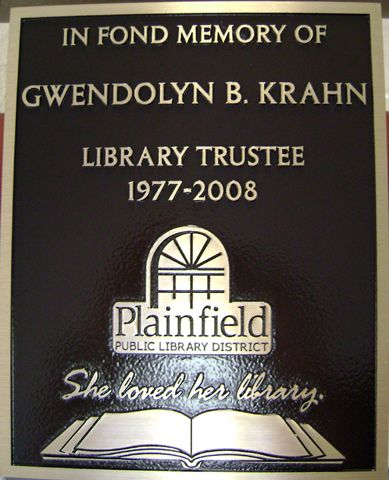 IN FOND MEMORY OF
GWENDOLYN B. KRAHN
LIBRARY TRUSTEE
1977-2008
Plainfield
PUBLIC LIBRARY DISTRICT
She loved her library.